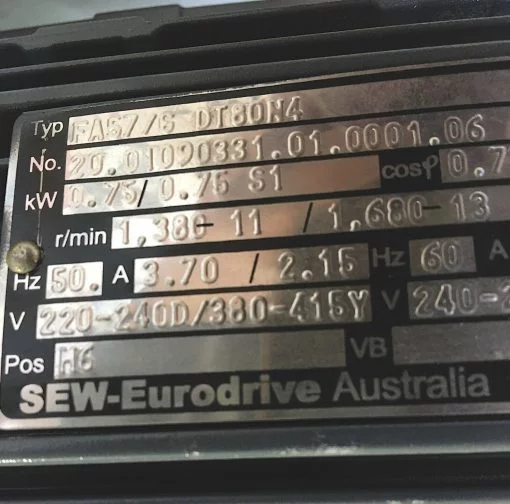 Typ FA57/G DT80N4
No. 20.01090331.01.0001.06
kW 0.75/ 0.75 S1 cosφ 0.7
r/min 1,380- 11 / 1,680-13
Hz 50. A 3.70 / 2.15 Hz 60 A
V 220-240D/380-415Y V 240-2
Pos M6 VB
SEW-Eurodrive Australia